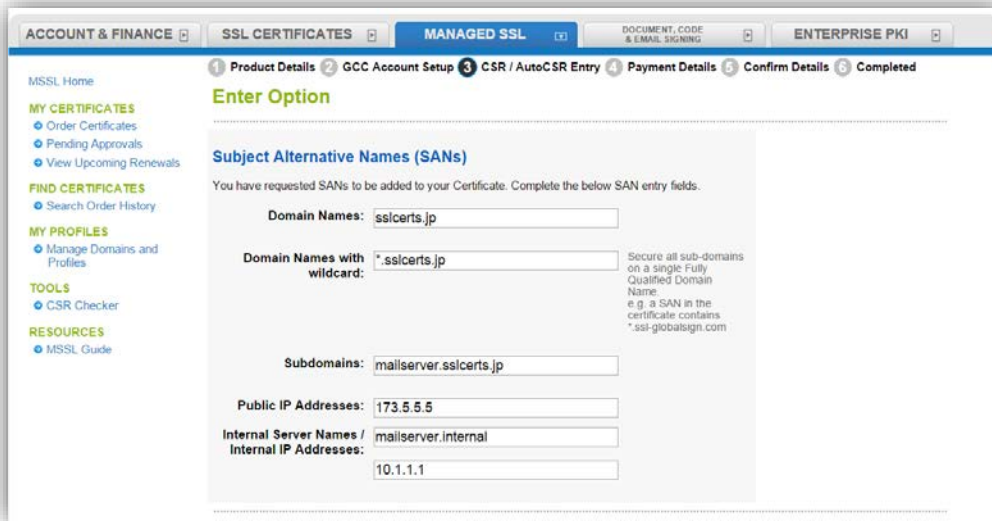 ACCOUNT & FINANCE
SSL CERTIFICATES
MANAGED SSL
DOCUMENT, CODE
& EMAIL SIGNING
ENTERPRISE PKI
1 Product Details 2 GCC Account Setup 3 CSR / AutoCSR Entry 4 Payment Details 5 Confirm Details 6 Completed
MSSL Home
MY CERTIFICATES
Order Certificates
Pending Approvals
View Upcoming Renewals
FIND CERTIFICATES
Search Order History
MY PROFILES
Manage Domains and
Profiles
TOOLS
CSR Checker
RESOURCES
MSSL Guide
Enter Option
Subject Alternative Names (SANs)
You have requested SANs to be added to your Certificate. Complete the below SAN entry fields.
Domain Names: sslcerts.jp
Domain Names with
wildcard:
*.sslcerts.jp
Secure all sub-domains
on a single Fully
Qualified Domain
Name.
e.g. a SAN in the
certificate contains
*.ssl-globalsign.com
Subdomains: mailserver.sslcerts.jp
Public IP Addresses: 173.5.5.5
Internal Server Names /
Internal IP Addresses:
mailserver.internal
10.1.1.1